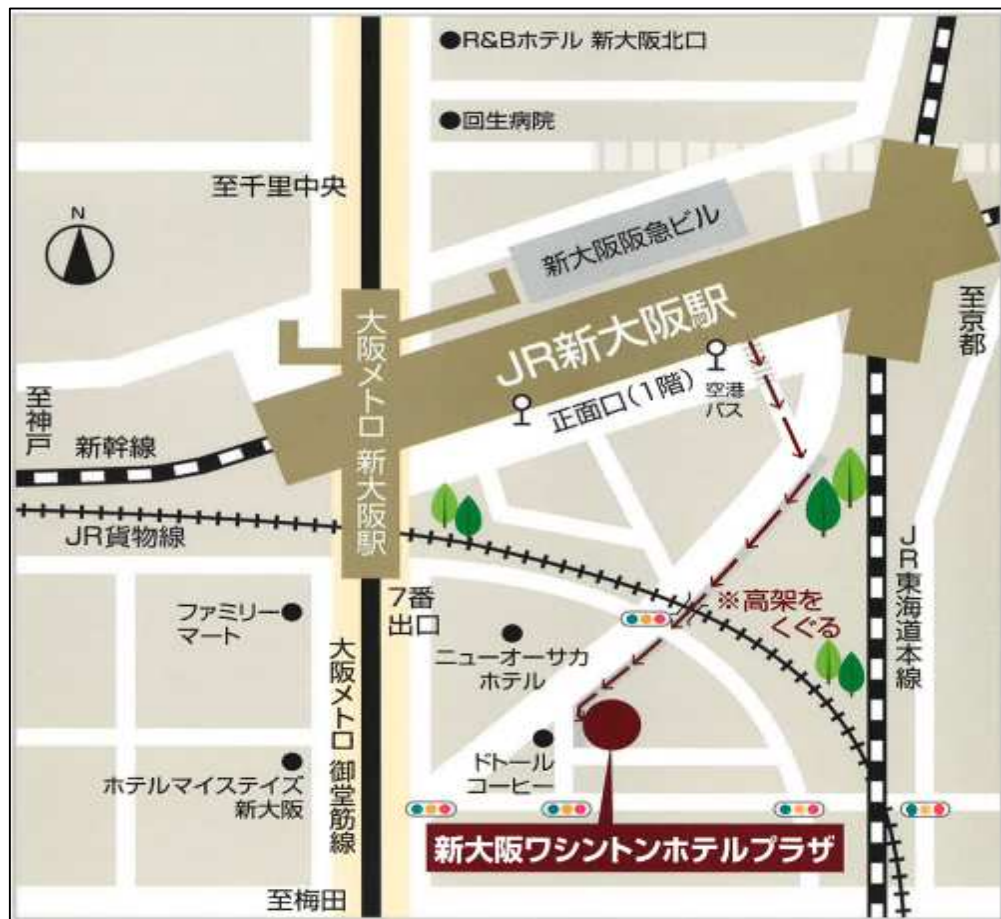 ●R&Bホテル 新大阪北口
●回生病院
至千里中央
N
新大阪阪急ビル
JR新大阪駅
至京都
大阪メトロ 新大阪駅
正面口(1階)
空港
バス
至神戸
新幹線
JR貨物線
JR東海道本線
7番
出口
※高架を
くぐる
ファミリー
マート
ニューオーサカ
ホテル
大阪メトロ 御堂筋線
ドトール
コーヒー
ホテルマイステイズ
新大阪
新大阪ワシントンホテルプラザ
至梅田